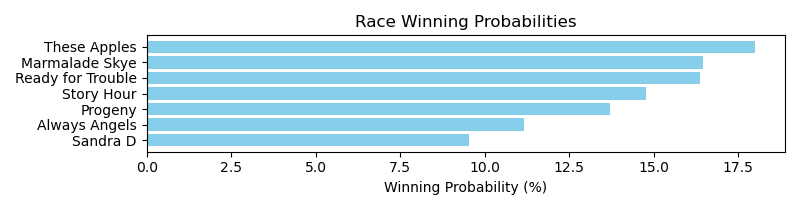 Race Winning Probabilities
These Apples
Marmalade Skye
Ready for Trouble
Story Hour
Progeny
Always Angels
Sandra D
0.0 2.5 5.0 7.5 10.0 12.5 15.0 17.5
Winning Probability (%)